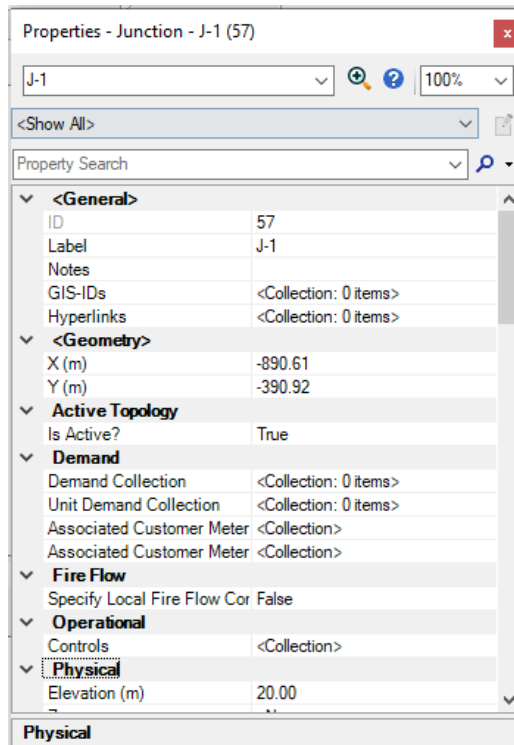 Properties - Junction - J-1 (57)
x
J-1
100%
<Show All>
Property Search
<General>
ID 57
Label J-1
Notes
GIS-IDs <Collection: 0 items>
Hyperlinks <Collection: 0 items>
<Geometry>
X (m) -890.61
Y (m) -390.92
Active Topology
Is Active? True
Demand
Demand Collection <Collection: 0 items>
Unit Demand Collection <Collection: 0 items>
Associated Customer Meter <Collection>
Associated Customer Meter <Collection>
Fire Flow
Specify Local Fire Flow Cor False
Operational
Controls <Collection>
Physical
Elevation (m) 20.00
Physical